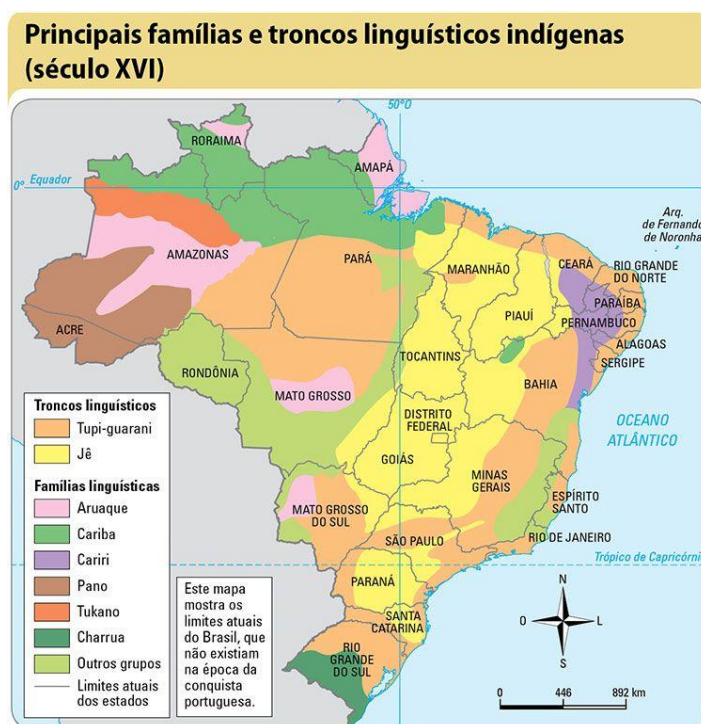 Principais famílias e troncos linguísticos indígenas
(século XVI)
50°O
RORAIMA
AMAPÁ
0°
Equador
Arq.
de Fernando
de Noronha
AMAZONAS
PARÁ
MARANHÃO
CEARÁ
RIO GRANDE
DO NORTE
PARAÍBA
PIAUÍ
PERNAMBUCO
ACRE
ALAGOAS
TOCANTINS
SERGIPE
RONDÔNIA
BAHIA
MATO GROSSO
DISTRITO
FEDERAL
OCEANO
ATLÂNTICO
GOIÁS
MINAS
GERAIS
ESPÍRITO
SANTO
MATO GROSSO
DO SUL
SÃO PAULO
RIO DE JANEIRO
Trópico de Capricórnio
PARANÁ
SANTA
CATARINA
RIO
GRANDE
DO SUL
Troncos linguísticos
Tupi-guarani
Jê
Famílias linguísticas
Aruaque
Cariba
Cariri
Pano
Tukano
Charrua
Outros grupos
Limites atuais
dos estados
Este mapa
mostra os
limites atuais
do Brasil, que
não existiam
na época da
conquista
portuguesa.
N
O
L
S
0 446 892 km